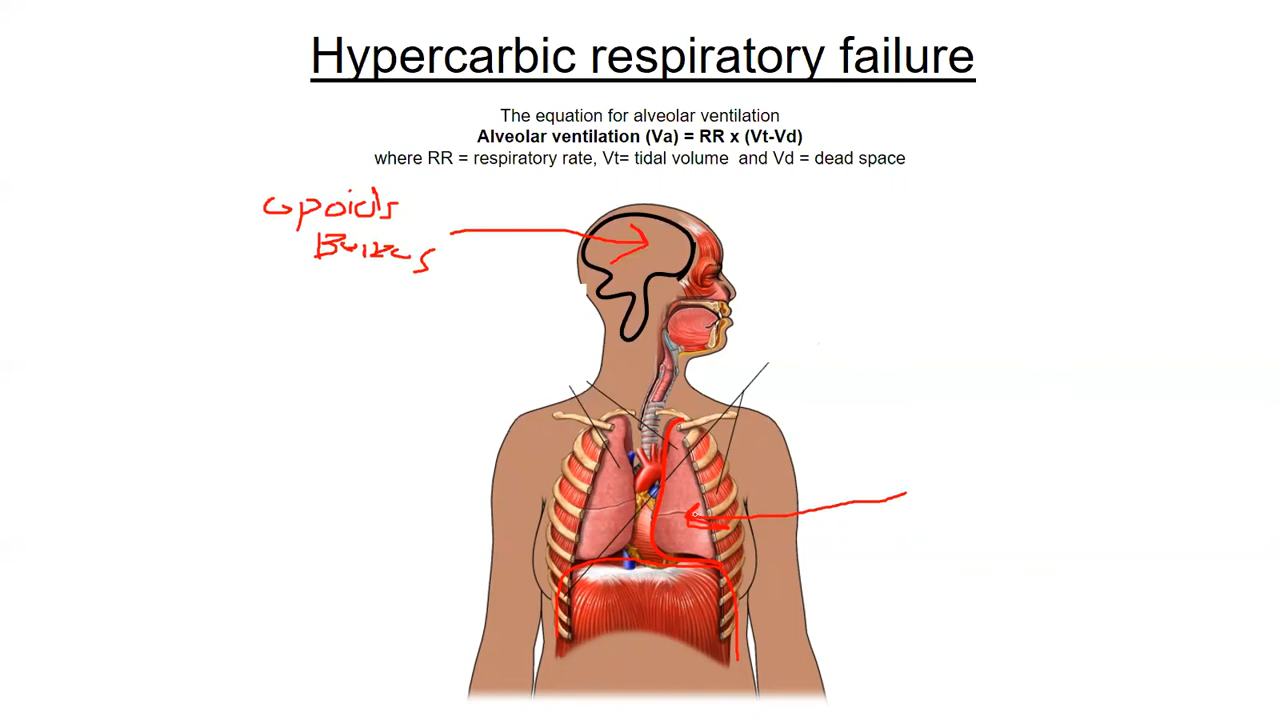 Hypercarbic respiratory failure
The equation for alveolar ventilation
Alveolar ventilation (Va) = RR x (Vt-Vd)
where RR = respiratory rate, Vt= tidal volume and Vd = dead space
opoids